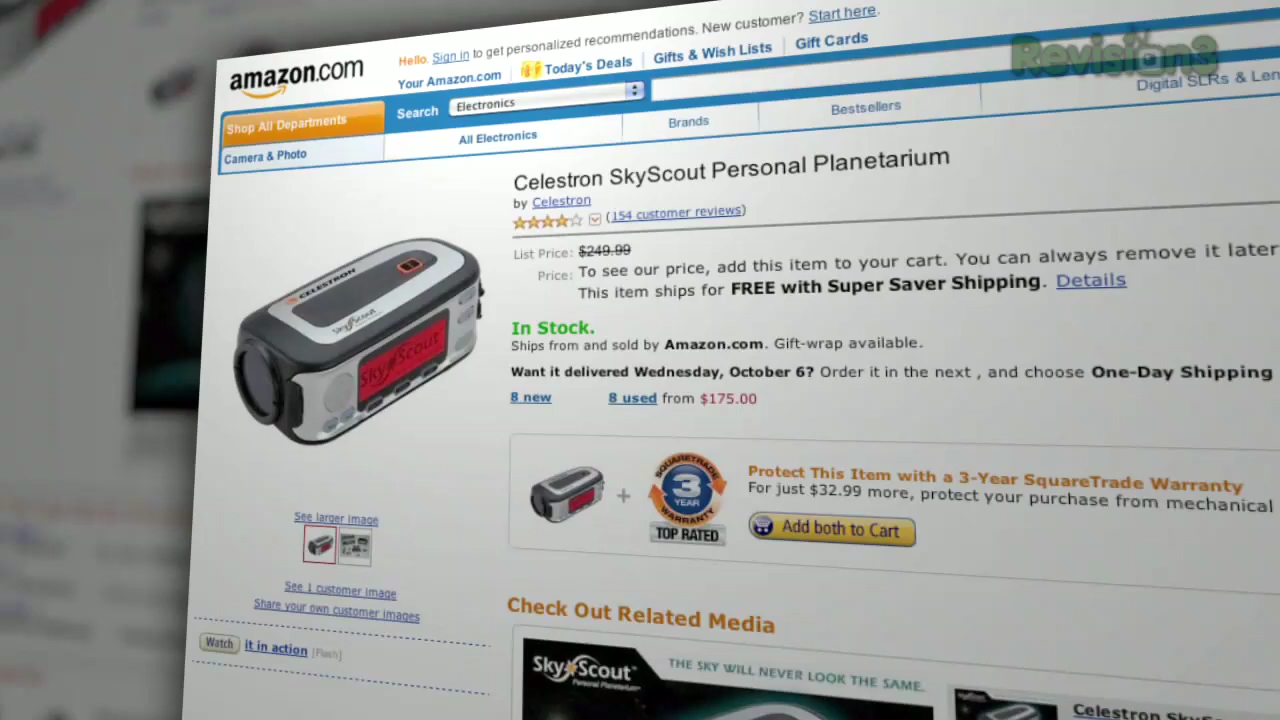 Hello. Sign in to get personalized recommendations. New customer? Start here.
Revision3
amazon.com
Your Amazon.com Today's Deals Gifts & Wish Lists Gift Cards
Shop All Departments
Search Electronics
Digital SLRs & Len
Camera & Photo
All Electronics Brands Bestsellers
Celestron SkyScout Personal Planetarium
by Celestron
(154 customer reviews)
List Price: $249.99
Price: To see our price, add this item to your cart. You can always remove it later
This item ships for FREE with Super Saver Shipping. Details
CELESTRON
SkyScout
SkyScout
In Stock.
Ships from and sold by Amazon.com. Gift-wrap available.
Want it delivered Wednesday, October 6? Order it in the next , and choose One-Day Shipping
8 new 8 used from $175.00
+
SQUARETRADE
3
YEAR
WARRANTY
TOP RATED
Protect This Item with a 3-Year SquareTrade Warranty
For just $32.99 more, protect your purchase from mechanical
Add both to Cart
See larger image
See 1 customer image
Share your own customer images
Watch it in action [Flash]
Check Out Related Media
SkyScout
Personal Planetarium
THE SKY WILL NEVER LOOK THE SAME.
Celestron SkyS